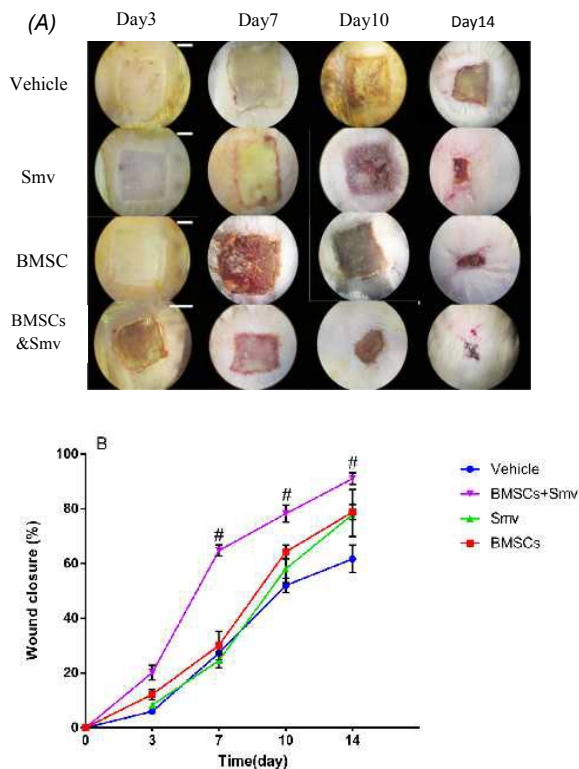 (A) Day3 Day7 Day10 Day14
Vehicle
Smv
BMSC
BMSCs
&Smv
B
100
80
60
40
20
0
Wound closure (%)
# # #
0 3 7 10 14
Time(day)
Vehicle
BMSCs+Smv
Smv
BMSCs